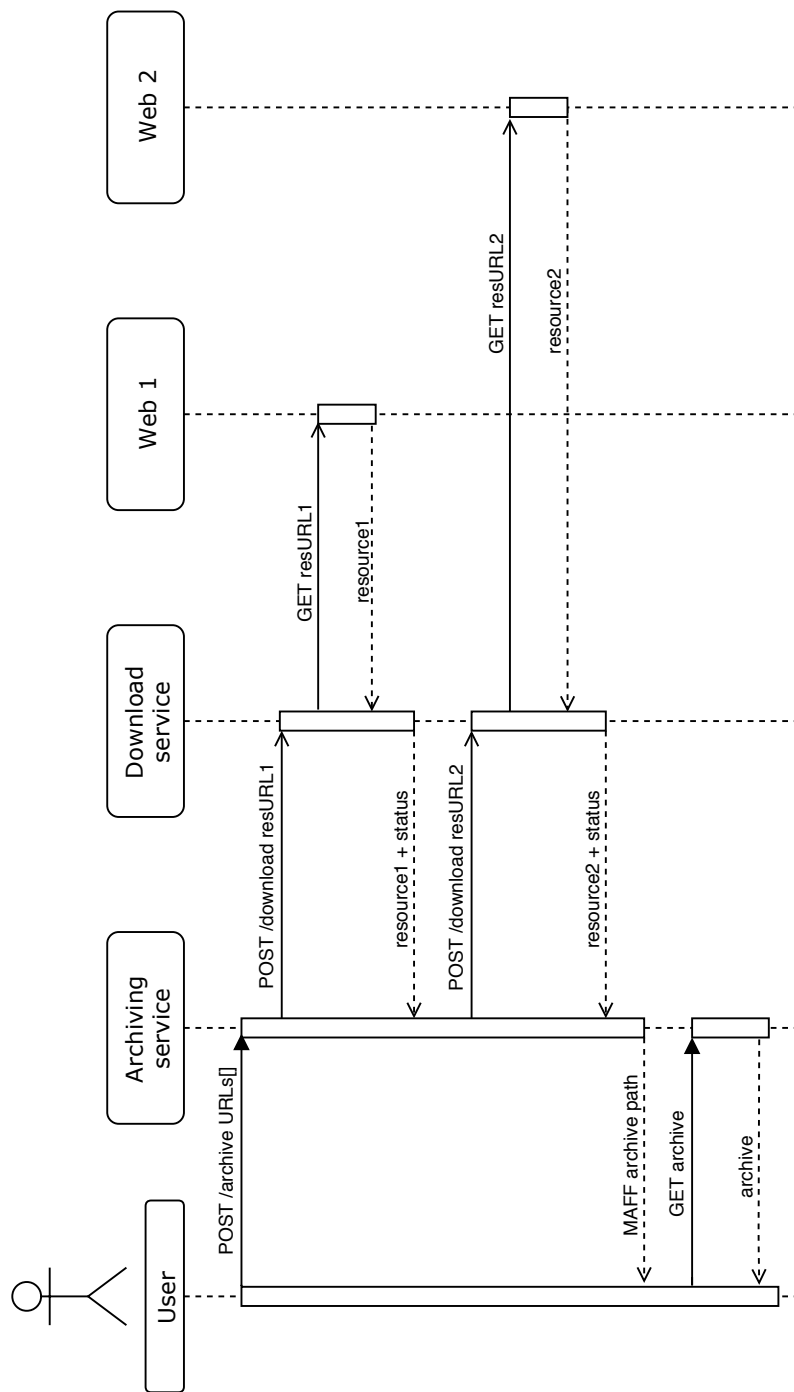 User
Archiving
service
Download
service
Web 1
Web 2
POST /archive URLs[]
POST /download resURL1
GET resURL1
resource1
resource1 + status
POST /download resURL2
GET resURL2
resource2
resource2 + status
MAFF archive path
GET archive
archive